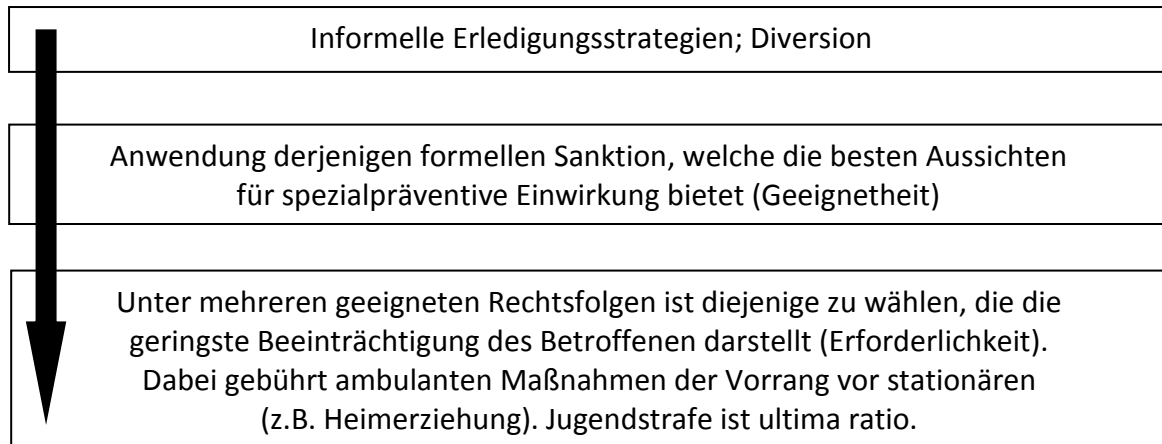 Informelle Erledigungsstrategien; Diversion
Anwendung derjenigen formellen Sanktion, welche die besten Aussichten
für spezialpräventive Einwirkung bietet (Geeignetheit)
Unter mehreren geeigneten Rechtsfolgen ist diejenige zu wählen, die die
geringste Beeinträchtigung des Betroffenen darstellt (Erforderlichkeit).
Dabei gebührt ambulanten Maßnahmen der Vorrang vor stationären
(z.B. Heimerziehung). Jugendstrafe ist ultima ratio.